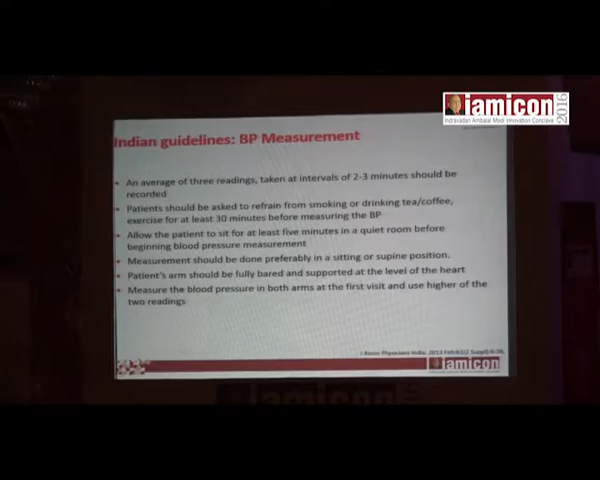 iamicon 2016
Indravadan Ambalal Modi Innovation Conclave
Indian guidelines: BP Measurement
An average of three readings, taken at intervals of 2-3 minutes should be
recorded
Patients should be asked to refrain from smoking or drinking tea/coffee,
exercise for at least 30 minutes before measuring the BP
Allow the patient to sit for at least five minutes in a quiet room before
beginning blood pressure measurement
Measurement should be done preferably in a sitting or supine position.
Patient's arm should be fully bared and supported at the level of the heart
Measure the blood pressure in both arms at the first visit and use higher of the
two readings
Physicians India. 2013
iamicon
iamicon